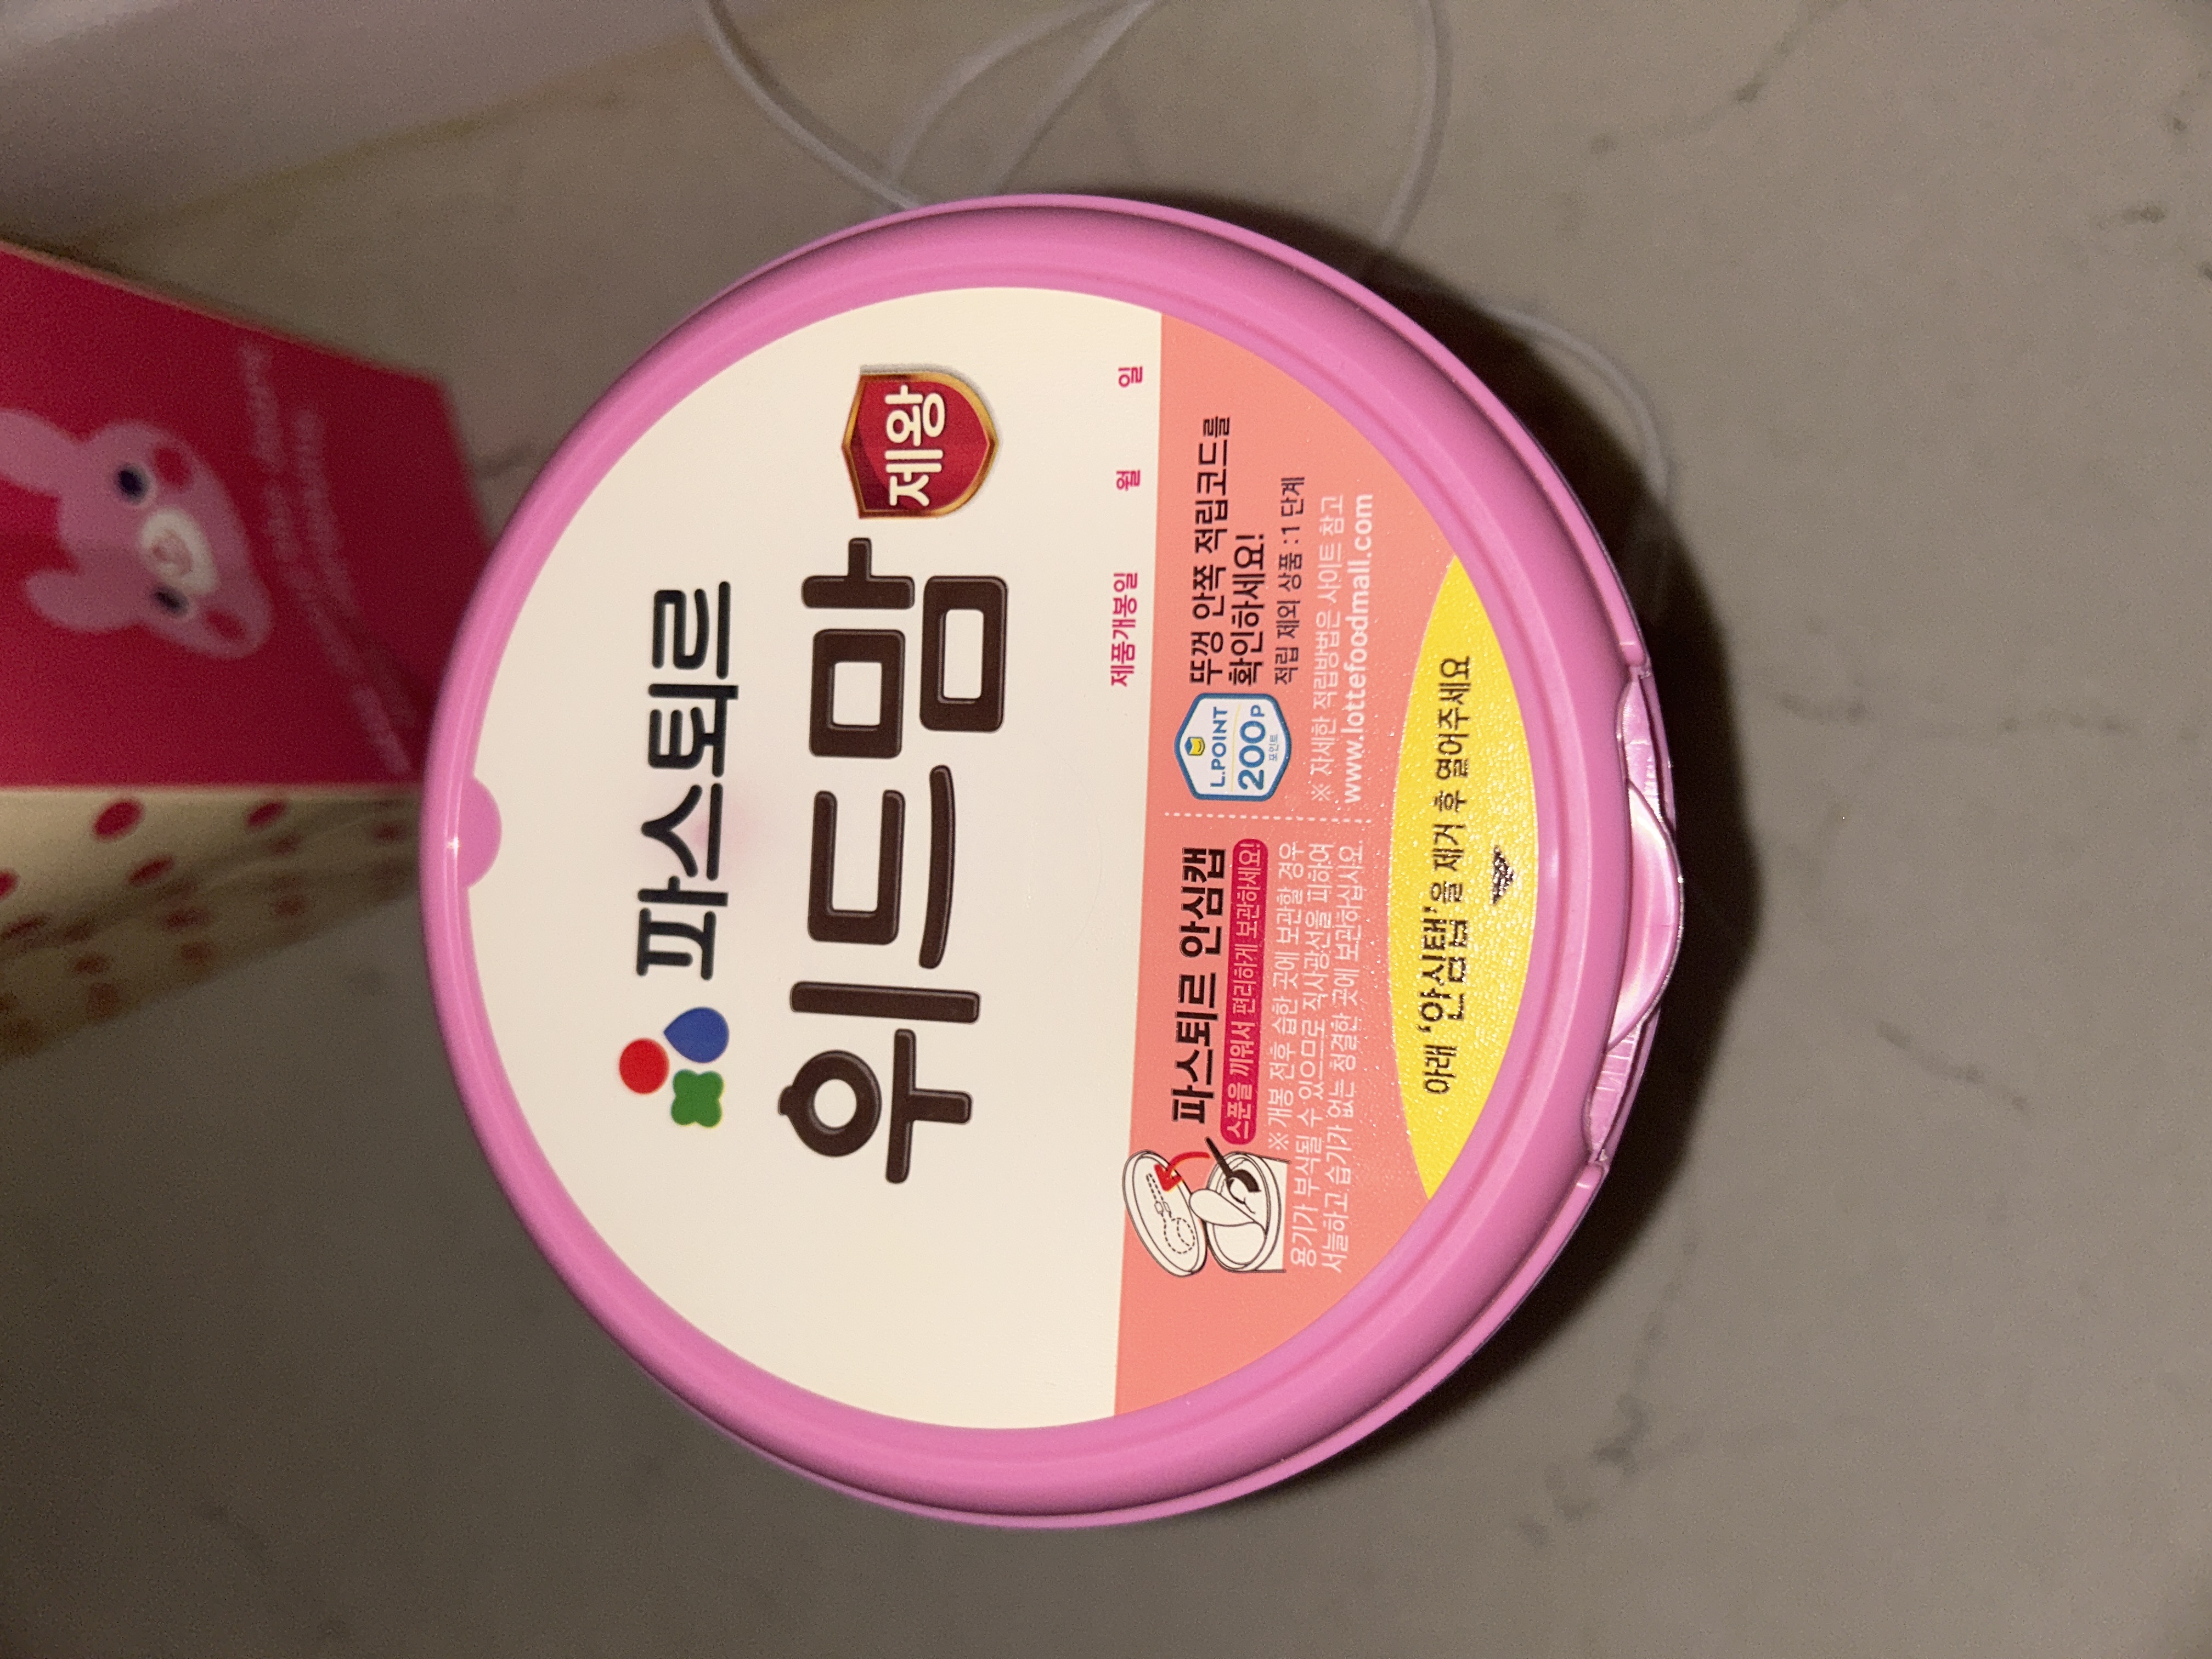 파스퇴르
위드맘 제왕
제품개봉일 월 일
파스퇴르 안심캡
스푼을 끼워서 편리하게 보관하세요!
※개봉 전후 습한 곳에 보관할 경우
용기가 부식될 수 있으므로 직사광선을 피하여
서늘하고 습기가 없는 청결한 곳에 보관하십시오.
L.POINT
200P
포인트
뚜껑 안쪽 적립코드를
확인하세요!
적립 제외 상품 : 1 단계
※ 자세한 적립방법은 사이트 참고
www.lottefoodmall.com
아래 ‘안심탭’을 제거 후 열어주세요